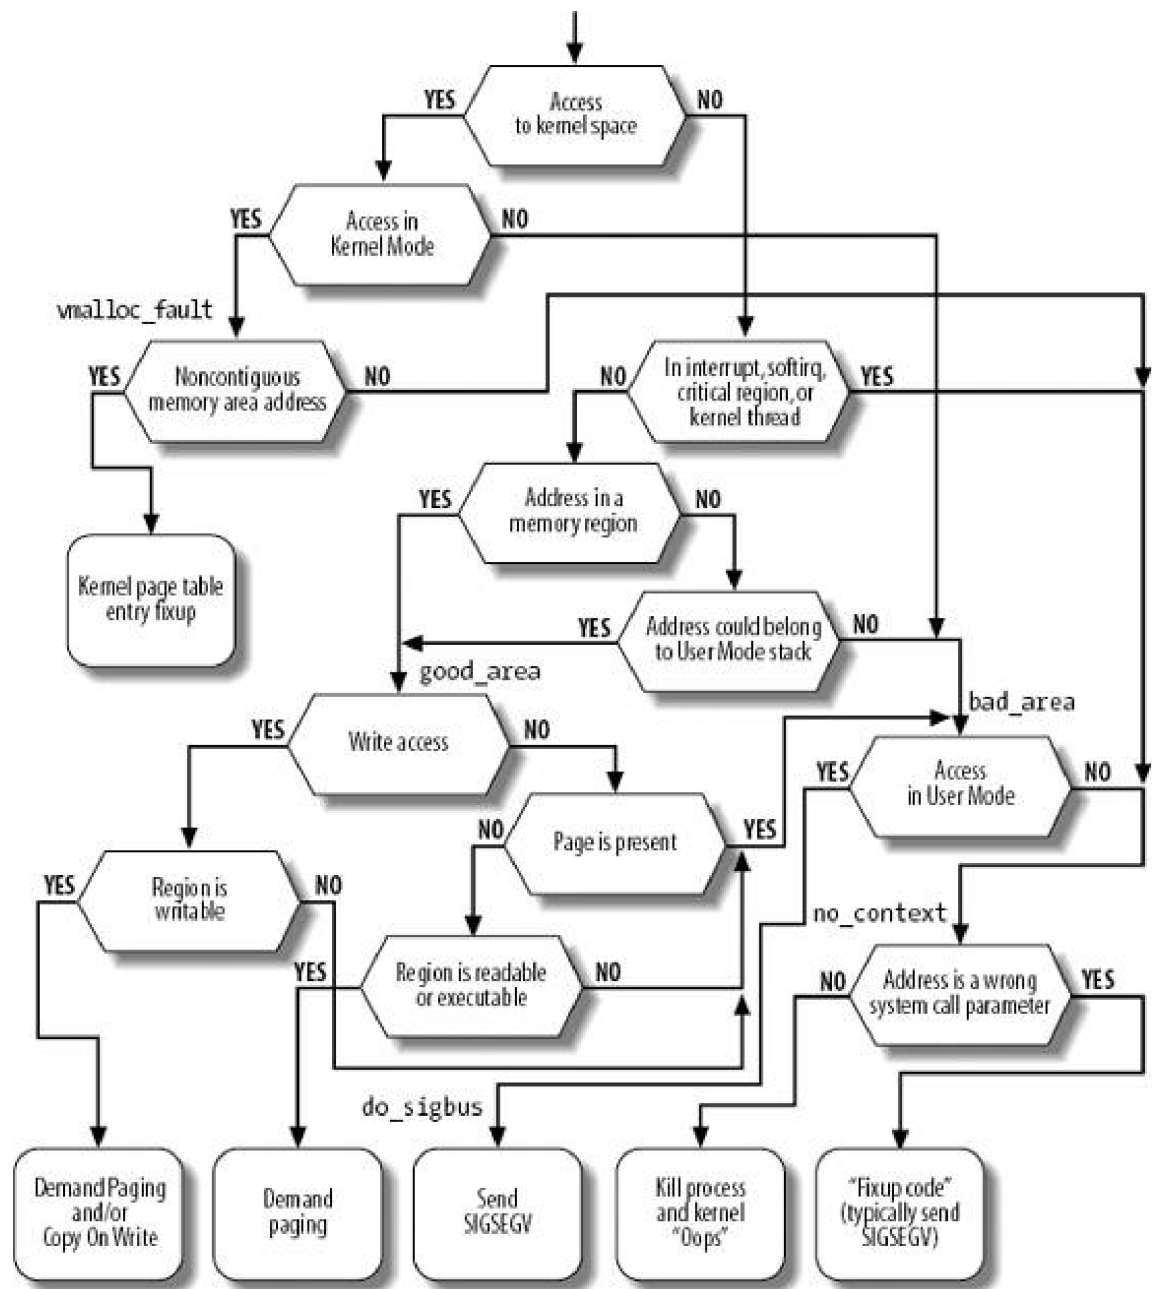 Access
to kernel space
YES
NO
Access in
Kernel Mode
YES
NO
vmalloc_fault
Noncontiguous
memory area address
YES
NO
In interrupt, softirq,
critical region, or
kernel thread
NO
YES
Kernel page table
entry fixup
Address in a
memory region
YES
NO
Address could belong
to User Mode stack
YES
NO
good_area
bad_area
Write access
YES
NO
Access
in User Mode
YES
NO
Page is present
NO
YES
Region is
writable
YES
NO
no_context
Region is readable
or executable
YES
NO
Address is a wrong
system call parameter
NO
YES
do_sigbus
Demand Paging
and/or
Copy On Write
Demand
paging
Send
SIGSEGV
Kill process
and kernel
“Oops”
“Fixup code”
(typically send
SIGSEGV)